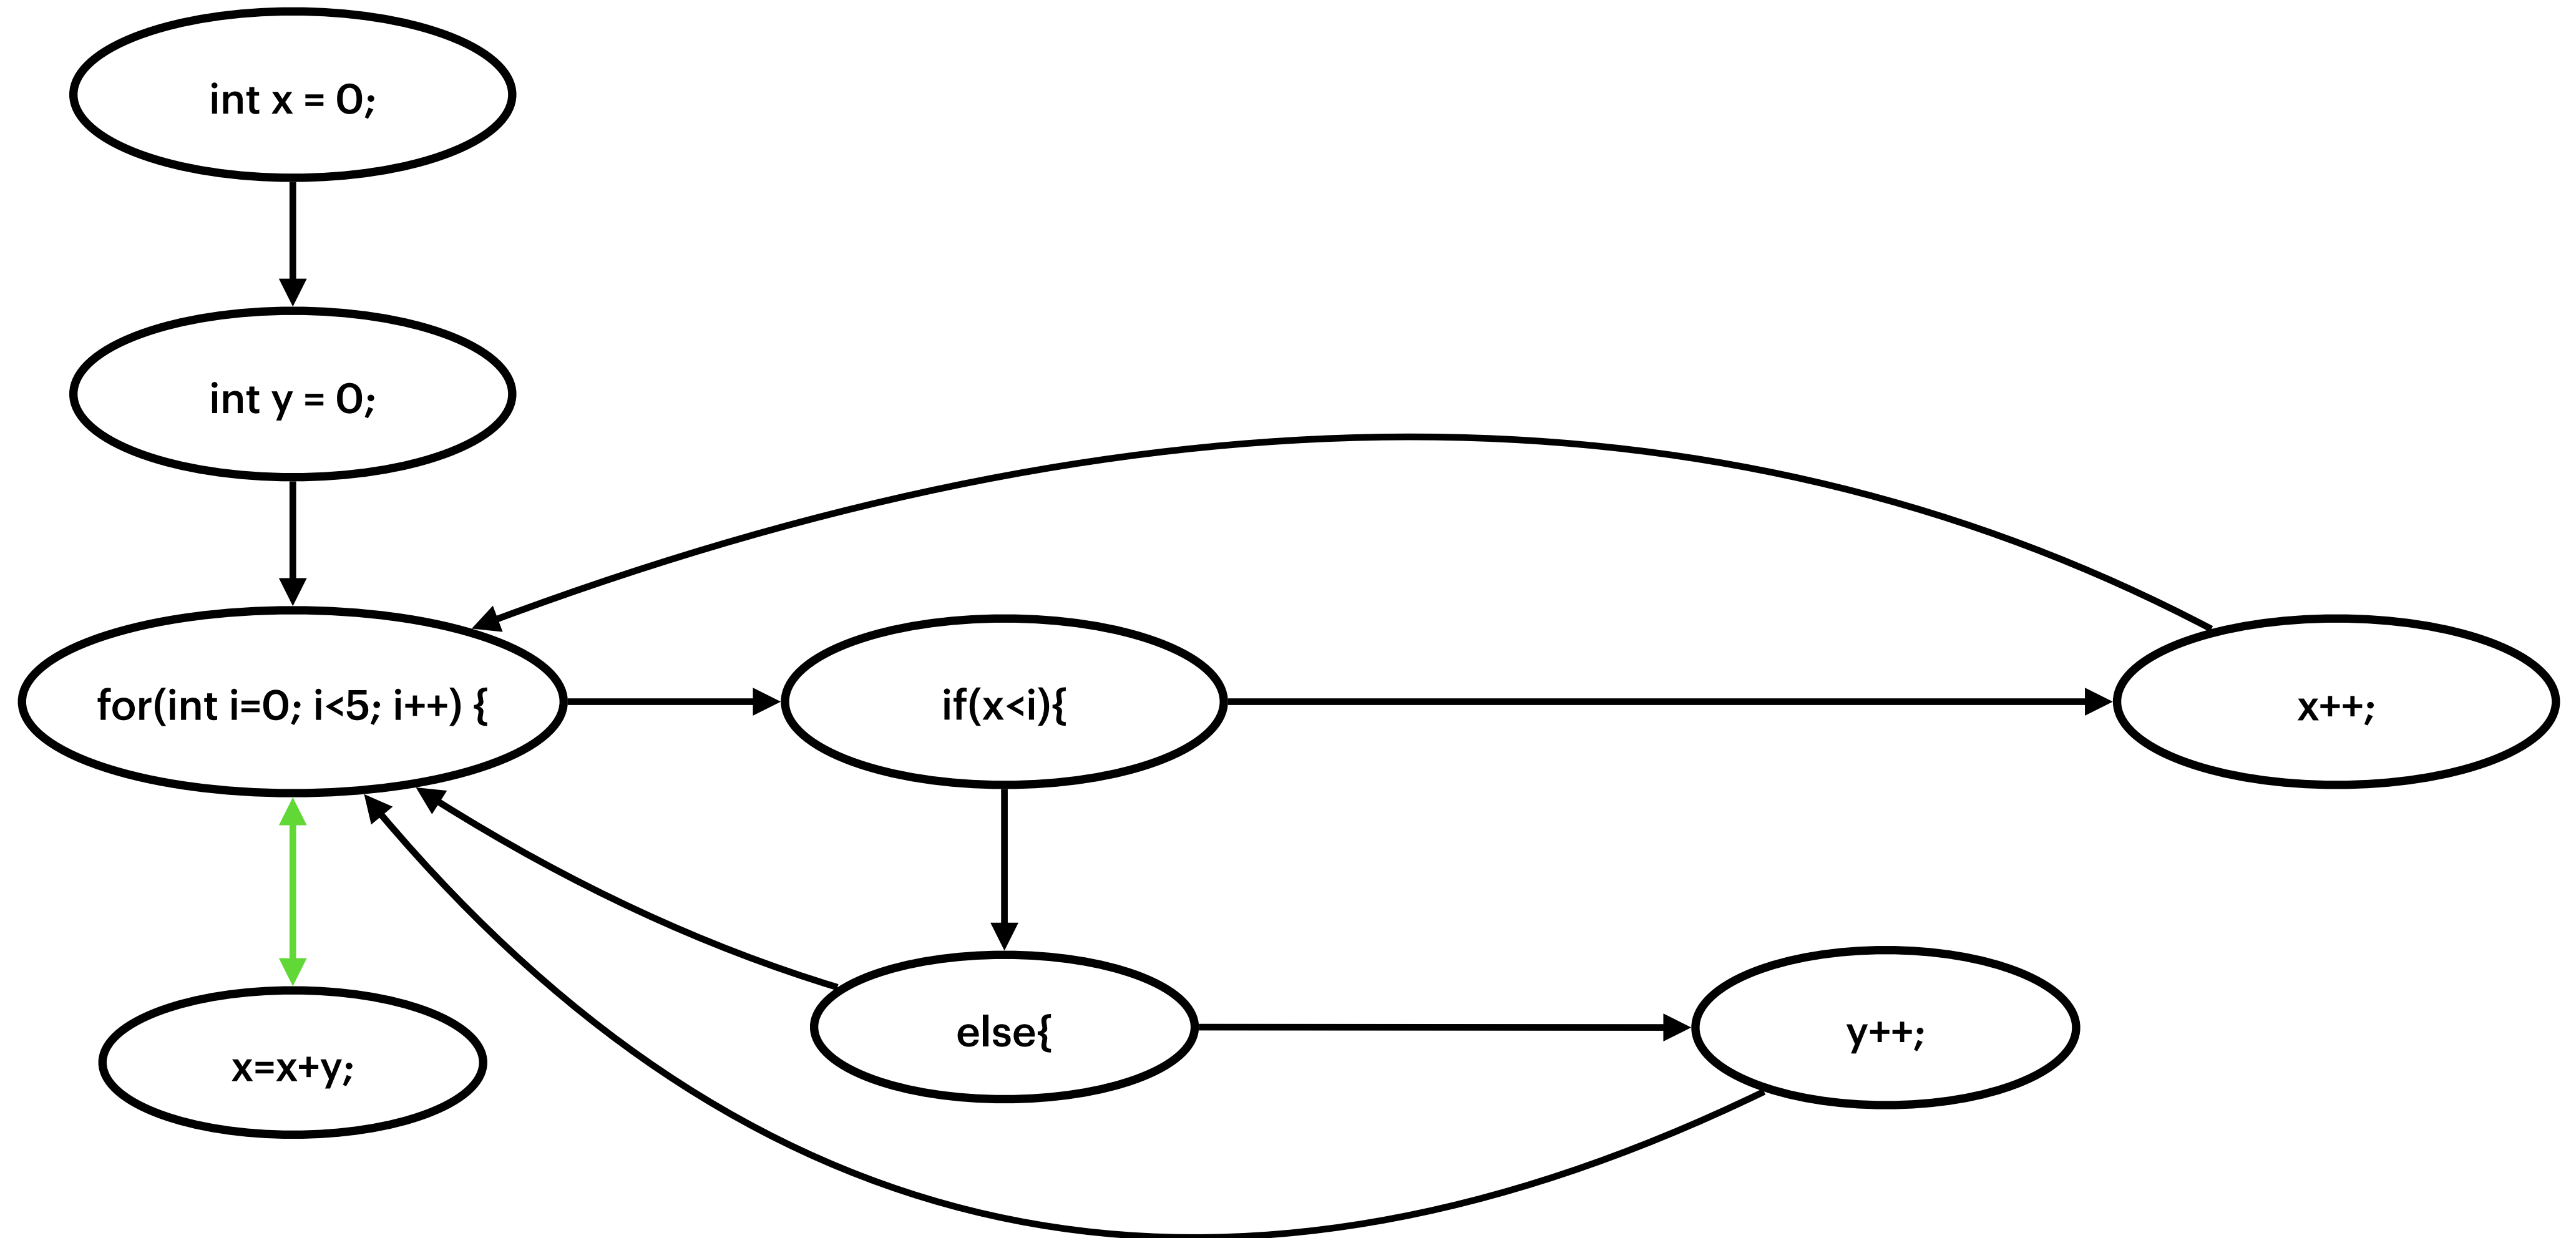 int x = 0;
int y = 0;
for(int i=0; i<5; i++) {
if(x<i){
x++;
else{
y++;
x=x+y;